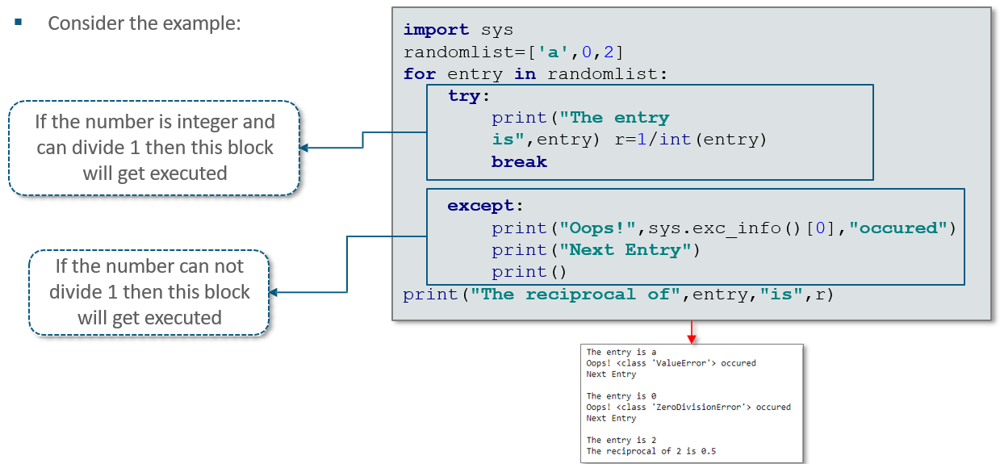 Consider the example:
import sys
randomlist=['a',0,2]
for entry in randomlist:
try:
print("The entry
is",entry) r=1/int(entry)
break
except:
print("Oops!",sys.exc_info()[0],"occured")
print("Next Entry")
print()
print("The reciprocal of",entry,"is",r)
If the number is integer and
can divide 1 then this block
will get executed
If the number can not
divide 1 then this block
will get executed
The entry is a
Oops! <class 'ValueError'> occured
Next Entry
The entry is 0
Oops! <class 'ZeroDivisionError'> occured
Next Entry
The entry is 2
The reciprocal of 2 is 0.5